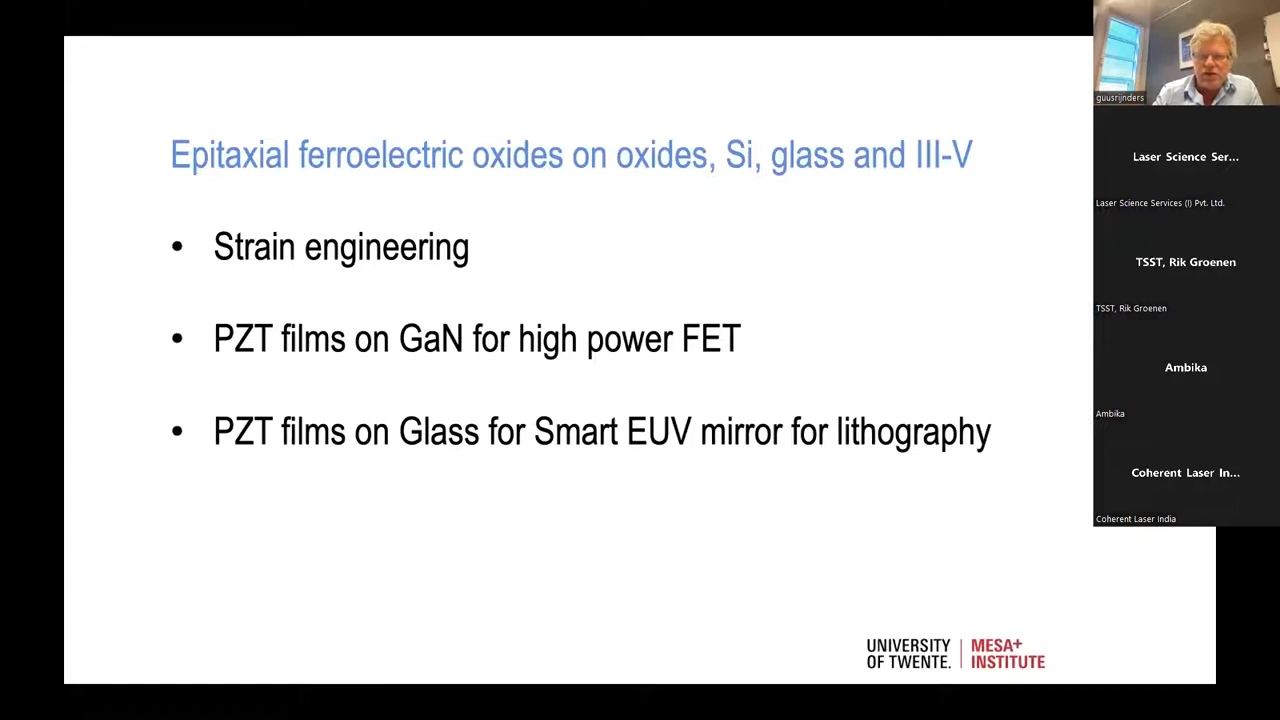 Epitaxial ferroelectric oxides on oxides, Si, glass and III-V
• Strain engineering
• PZT films on GaN for high power FET
• PZT films on Glass for Smart EUV mirror for lithography
UNIVERSITY OF TWENTE.
MESA+ INSTITUTE
guusrijnders
Laser Science Ser...
Laser Science Services (I) Pvt. Ltd.
TSST, Rik Groenen
TSST, Rik Groenen
Ambika
Ambika
Coherent Laser In...
Coherent Laser India